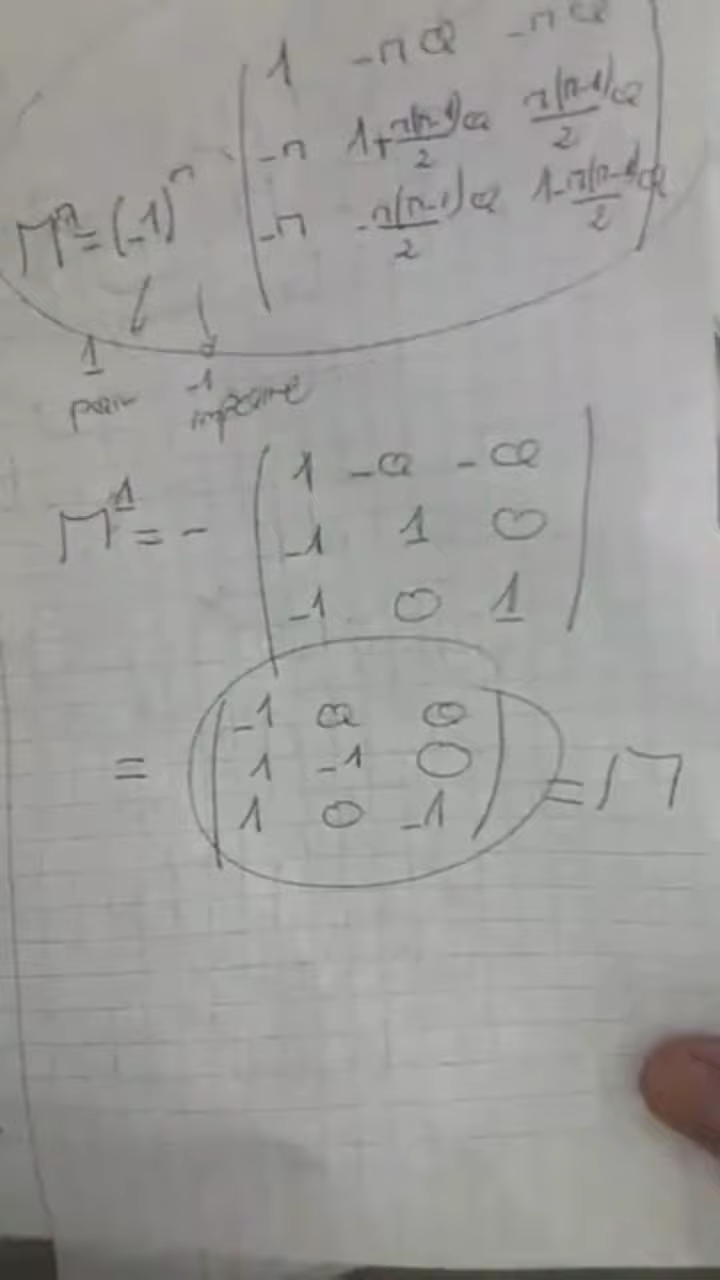 1 -na -na
-n 1+n(n-1)a/2 n(n-1)a/2
M^n = (-1)^n
-n -n(n-1)a/2 1-n(n-1)a/2
1 -1
pair impaire
1 -a -a
M^1 = - -1 1 0
-1 0 1
-1 a a
= 1 -1 0 = M
1 0 -1